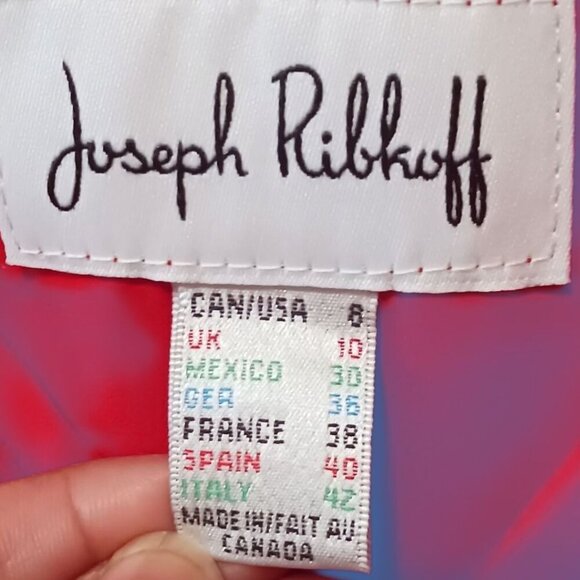 Joseph Ribkoff
CAN/USA 8
UK 10
MEXICO 30
GER 36
FRANCE 38
SPAIN 40
ITALY 42
MADE IN/FAIT AU
CANADA